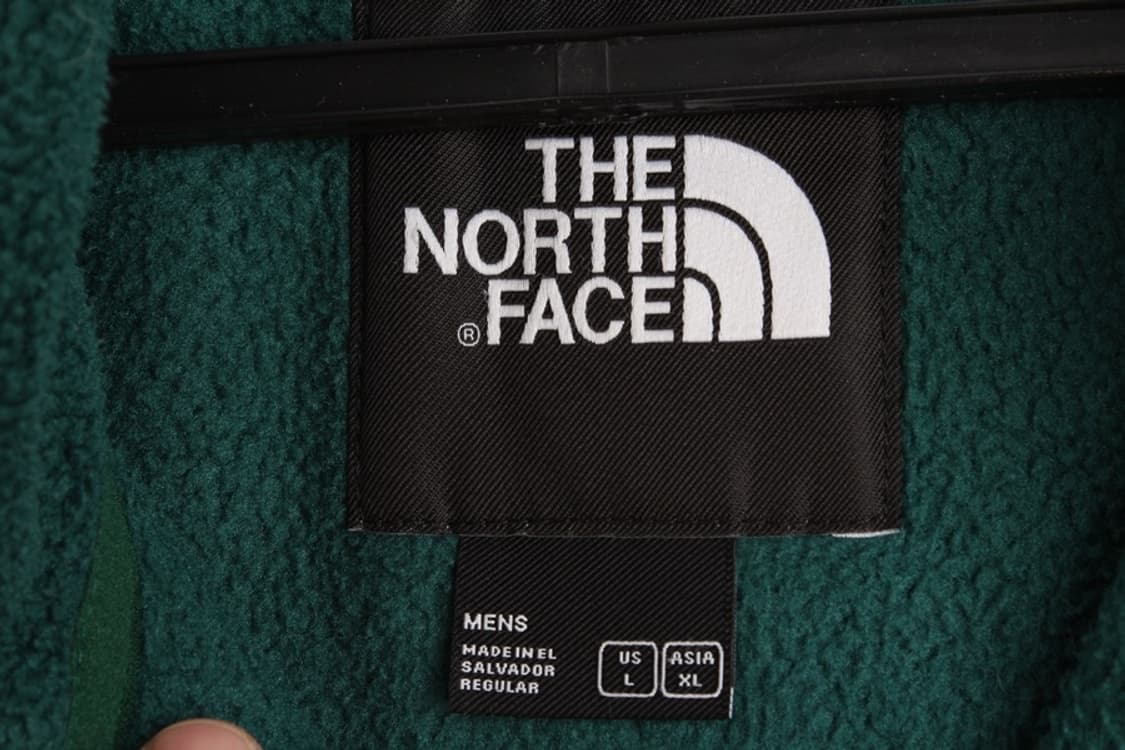 THE
NORTH
FACE
®
MENS
MADE IN EL
SALVADOR
REGULAR
US
L
ASIA
XL